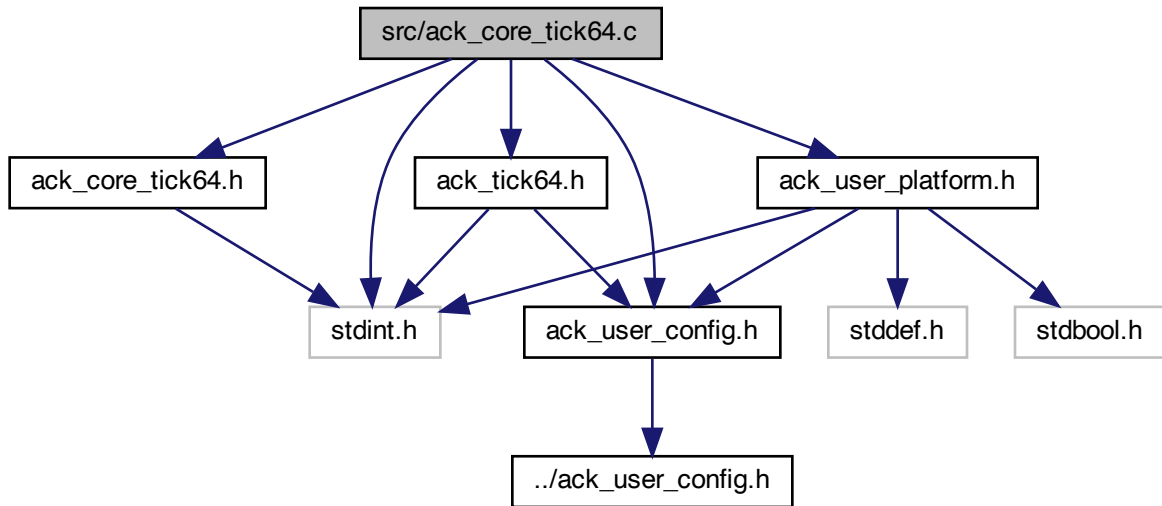 src/ack_core_tick64.c
ack_core_tick64.h
ack_tick64.h
ack_user_platform.h
stdint.h
ack_user_config.h
stddef.h
stdbool.h
../ack_user_config.h